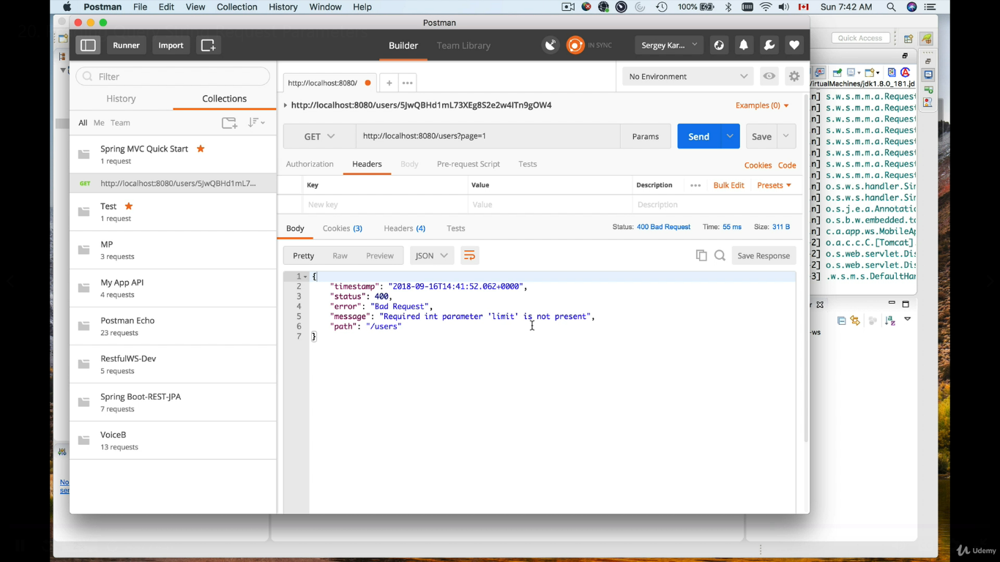 Postman File Edit View Collection History Window Help
100% Sun 7:42 AM
Postman
Quick Access
Runner Import Builder Team Library IN SYNC Sergey Kar...
Filter
History Collections
All Me Team
Spring MVC Quick Start
1 request
GET http://localhost:8080/users/5JwQBHd1mL7...
Test
1 request
MP
3 requests
My App API
4 requests
Postman Echo
23 requests
RestfulWS-Dev
5 requests
Spring Boot-REST-JPA
7 requests
VoiceB
13 requests
http://localhost:8080/ + •••
No Environment
http://localhost:8080/users/5JwQBHd1mL73XEg8S2e2w4ITn9gOW4 Examples (0)
GET http://localhost:8080/users?page=1 Params Send Save
Authorization Headers Body Pre-request Script Tests Cookies Code
Key Value Description ••• Bulk Edit Presets
New key Value Description
Body Cookies (3) Headers (4) Tests Status: 400 Bad Request Time: 55 ms Size: 311 B
Pretty Raw Preview JSON Save Response
1 {
2 "timestamp": "2018-09-16T14:41:52.062+0000",
3 "status": 400,
4 "error": "Bad Request",
5 "message": "Required int parameter 'limit' is not present",
6 "path": "/users"
7 }
/irtualMachines/jdk1.8.0_181.jd
n] s.w.s.m.m.a.Request
n] s.w.s.m.m.a.Request
n] s.w.s.m.m.a.Request
n] s.w.s.m.m.a.Request
n] s.w.s.m.m.a.Request
n] s.w.s.m.m.a.Request
n] s.w.s.m.m.a.Request
n] s.w.s.m.m.a.Request
n] o.s.w.s.handler.Sim
n] o.s.w.s.handler.Sim
n] o.s.j.e.a.Annotatio
n] o.s.b.w.embedded.to
n] c.a.app.ws.MobileAp
2] o.a.c.c.C.[Tomcat]
2] o.s.web.servlet.Dis
2] o.s.web.servlet.Dis
3] .w.s.m.s.DefaultHan
-ws
No
ser
Udemy